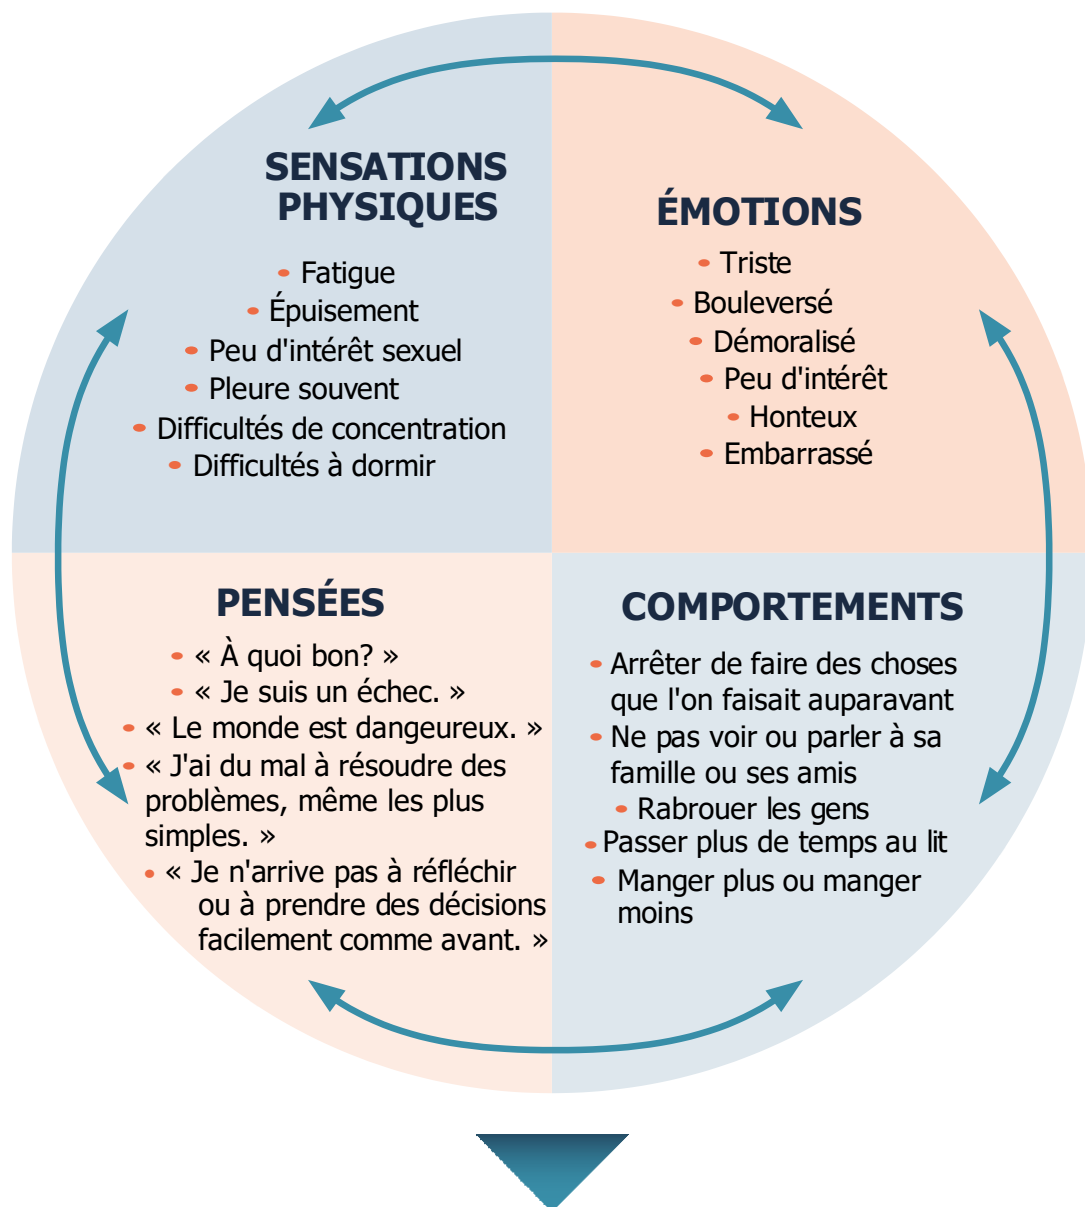 SENSATIONS
PHYSIQUES
• Fatigue
• Épuisement
• Peu d'intérêt sexuel
• Pleure souvent
• Difficultés de concentration
• Difficultés à dormir
ÉMOTIONS
• Triste
• Bouleversé
• Démoralisé
• Peu d'intérêt
• Honteux
• Embarrassé
PENSÉES
• « À quoi bon? »
• « Je suis un échec. »
• « Le monde est dangeureux. »
• « J'ai du mal à résoudre des
problèmes, même les plus
simples. »
• « Je n'arrive pas à réfléchir
ou à prendre des décisions
facilement comme avant. »
COMPORTEMENTS
• Arrêter de faire des choses
que l'on faisait auparavant
• Ne pas voir ou parler à sa
famille ou ses amis
• Rabrouer les gens
• Passer plus de temps au lit
• Manger plus ou manger
moins